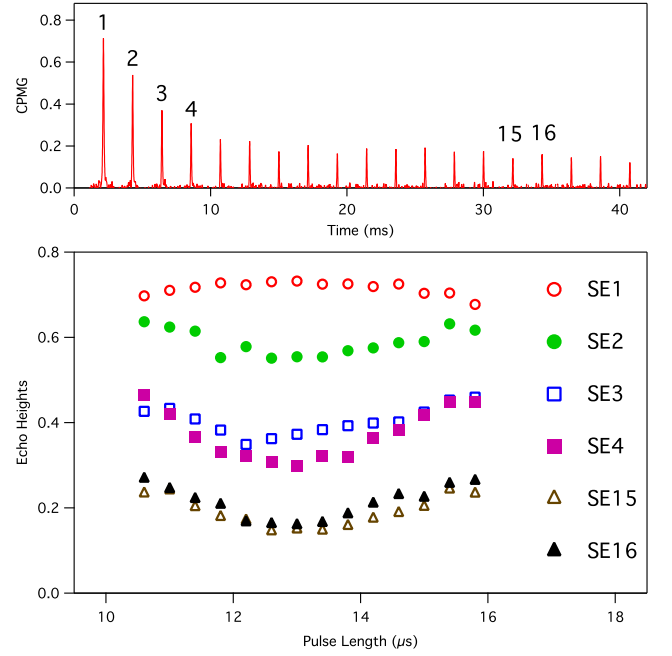 0.8
0.6
0.4
0.2
0.0
CPMG
1
2
3
4
15 16
0 10 20 30 40
Time (ms)
0.8
0.6
0.4
0.2
0.0
Echo Heights
SE1
SE2
SE3
SE4
SE15
SE16
10 12 14 16 18
Pulse Length (µs)